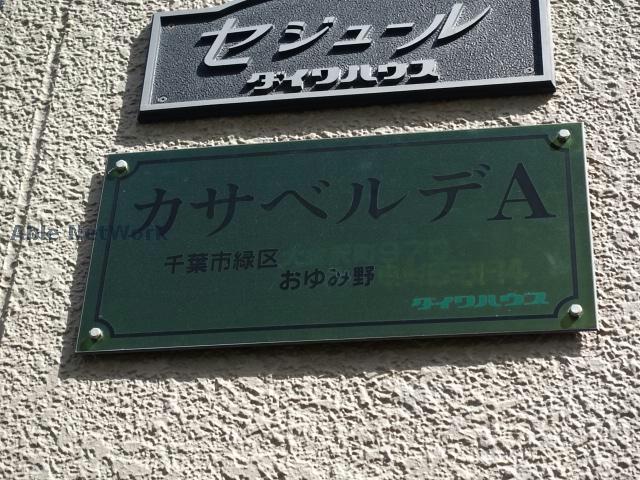 セジュール
ダイワハウス
カサベルデA
Able NetWork
千葉市緑区
おゆみ野
ダイワハウス